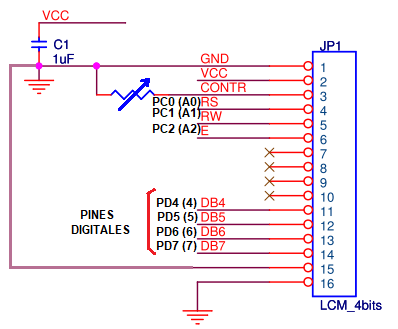 VCC
C1
1uF
JP1
GND 1
VCC 2
CONTR 3
PC0 (A0) RS 4
PC1 (A1) RW 5
PC2 (A2) E 6
7
8
9
10
PINES
DIGITALES
PD4 (4) DB4 11
PD5 (5) DB5 12
PD6 (6) DB6 13
PD7 (7) DB7 14
15
16
LCM_4bits